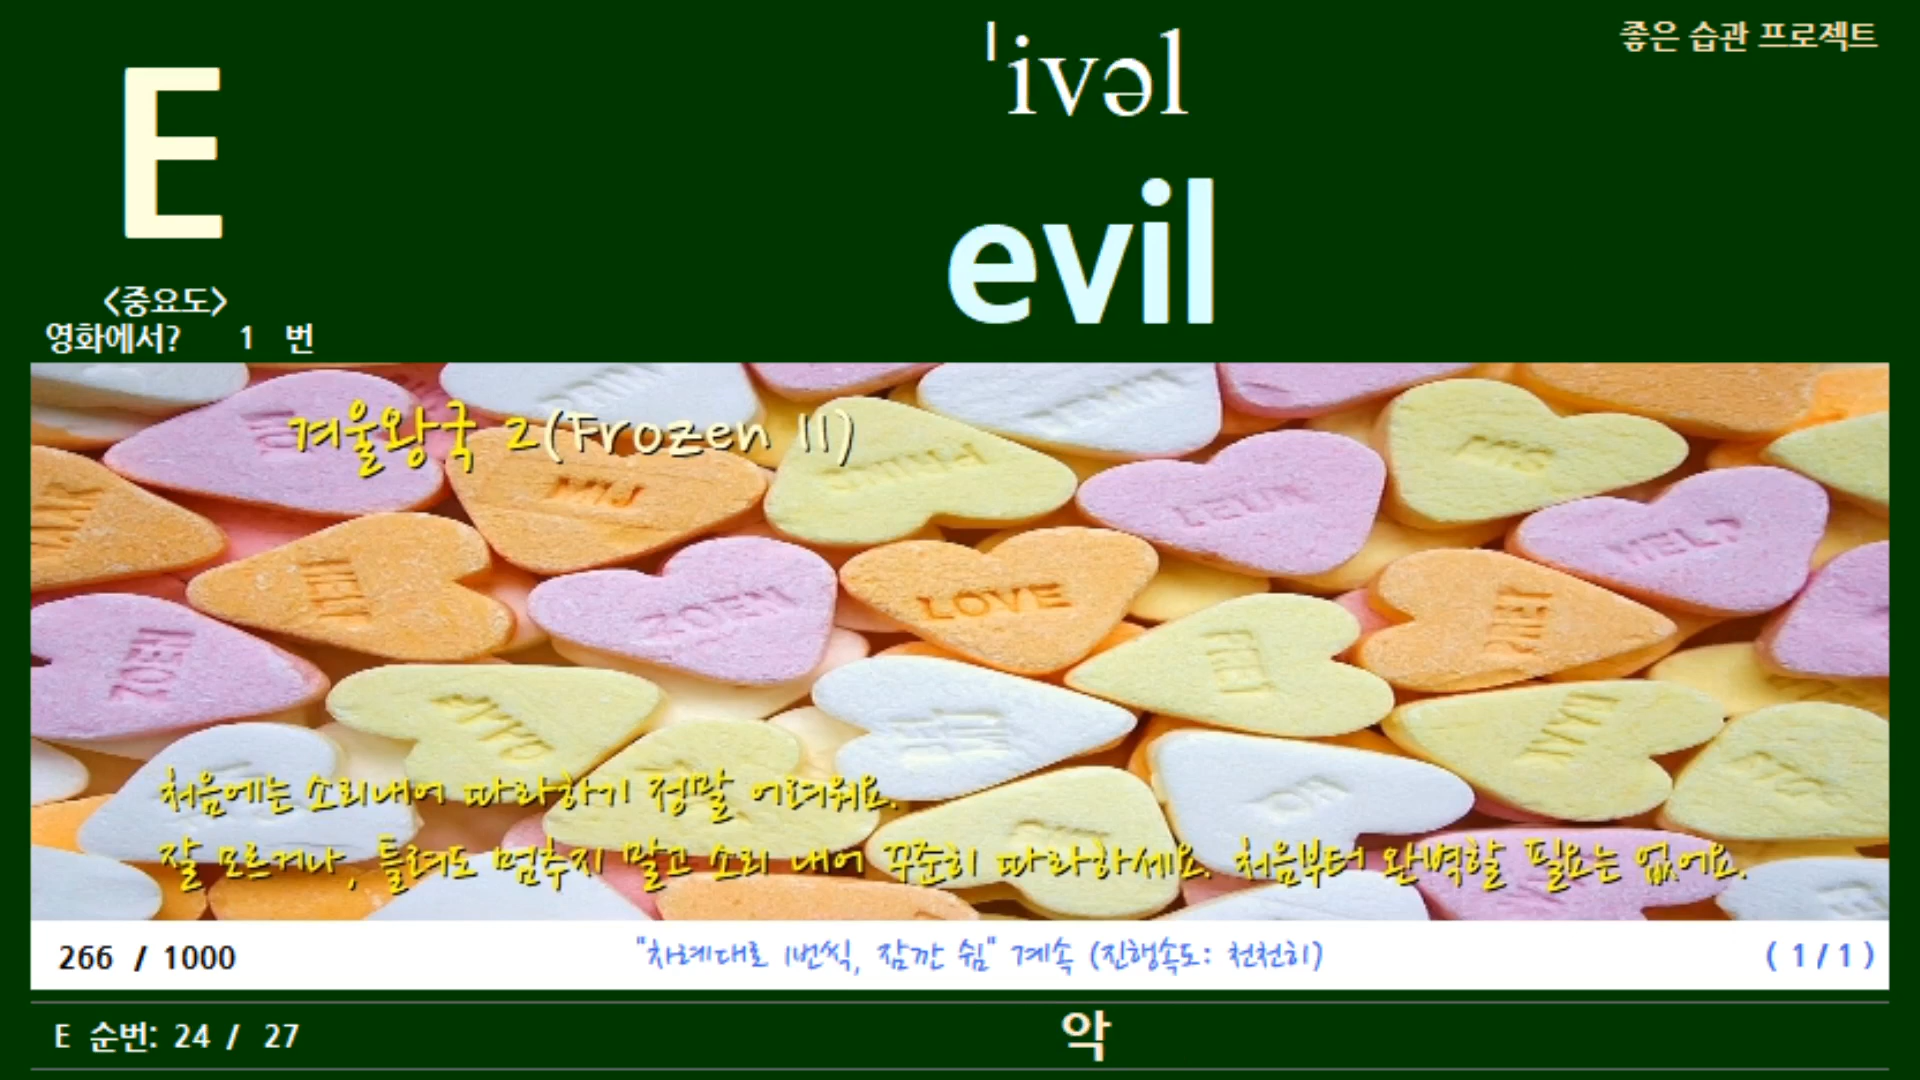 E
ˈivəl
좋은 습관 프로젝트
evil
<중요도>
영화에서? 1 번
겨울왕국 2(Frozen II)
MIJ
LOVE
ZOEN
처음에는 소리내어 따라하기 정말 어려워요.
잘 모르거나, 틀려도 멈추지 말고 소리 내어 꾸준히 따라하세요. 처음부터 완벽할 필요는 없어요.
266 / 1000
"차례대로 1번씩, 잠깐 쉼" 계속 (진행속도: 천천히)
( 1 / 1 )
E 순번: 24 / 27
악